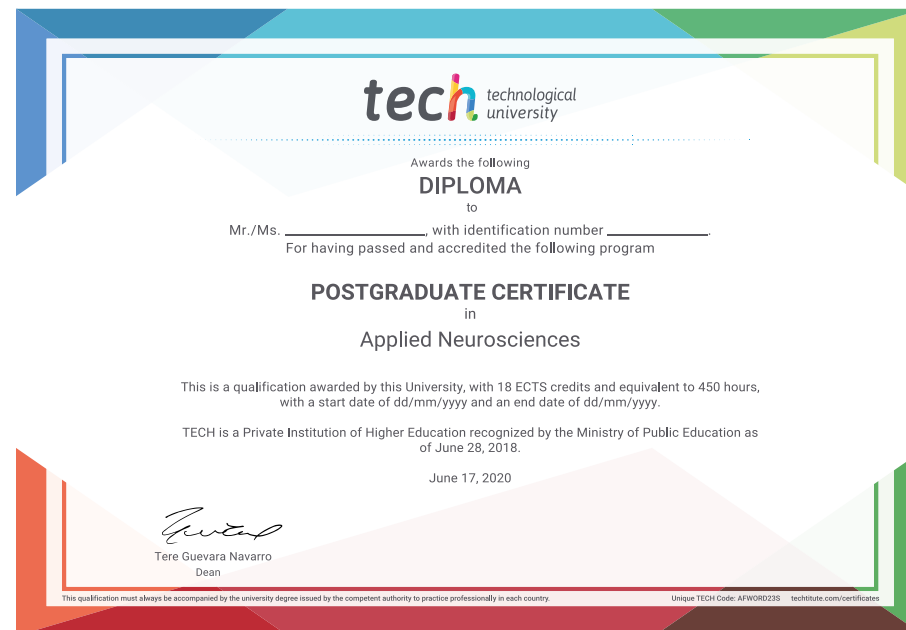 tech technological
university
Awards the following
DIPLOMA
to
Mr./Ms. ____________________, with identification number ____________.
For having passed and accredited the following program
POSTGRADUATE CERTIFICATE
in
Applied Neurosciences
This is a qualification awarded by this University, with 18 ECTS credits and equivalent to 450 hours,
with a start date of dd/mm/yyyy and an end date of dd/mm/yyyy.
TECH is a Private Institution of Higher Education recognized by the Ministry of Public Education as
of June 28, 2018.
June 17, 2020
Tere Guevara Navarro
Dean
This qualification must always be accompanied by the university degree issued by the competent authority to practice professionally in each country.
Unique TECH Code: AFWORD23S techtitute.com/certificates